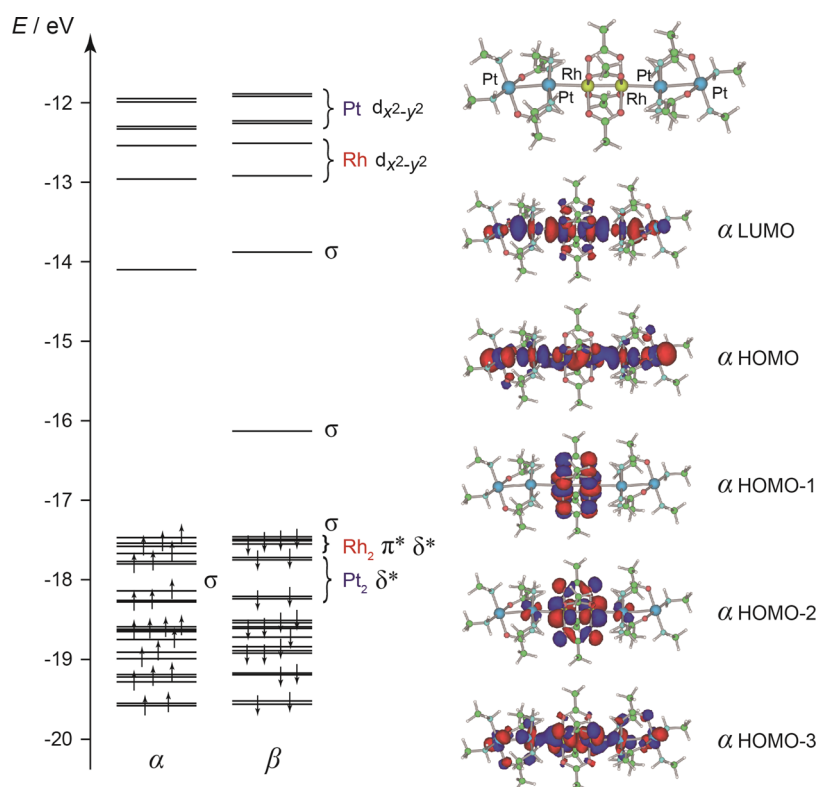 E / eV
-12
-13
-14
-15
-16
-17
-18
-19
-20
α
β
Pt dx²-y²
Rh dx²-y²
σ
σ
σ
Rh₂ π* δ*
σ
Pt₂ δ*
Pt
Pt
Rh
Rh
Pt
Pt
α LUMO
α HOMO
α HOMO-1
α HOMO-2
α HOMO-3